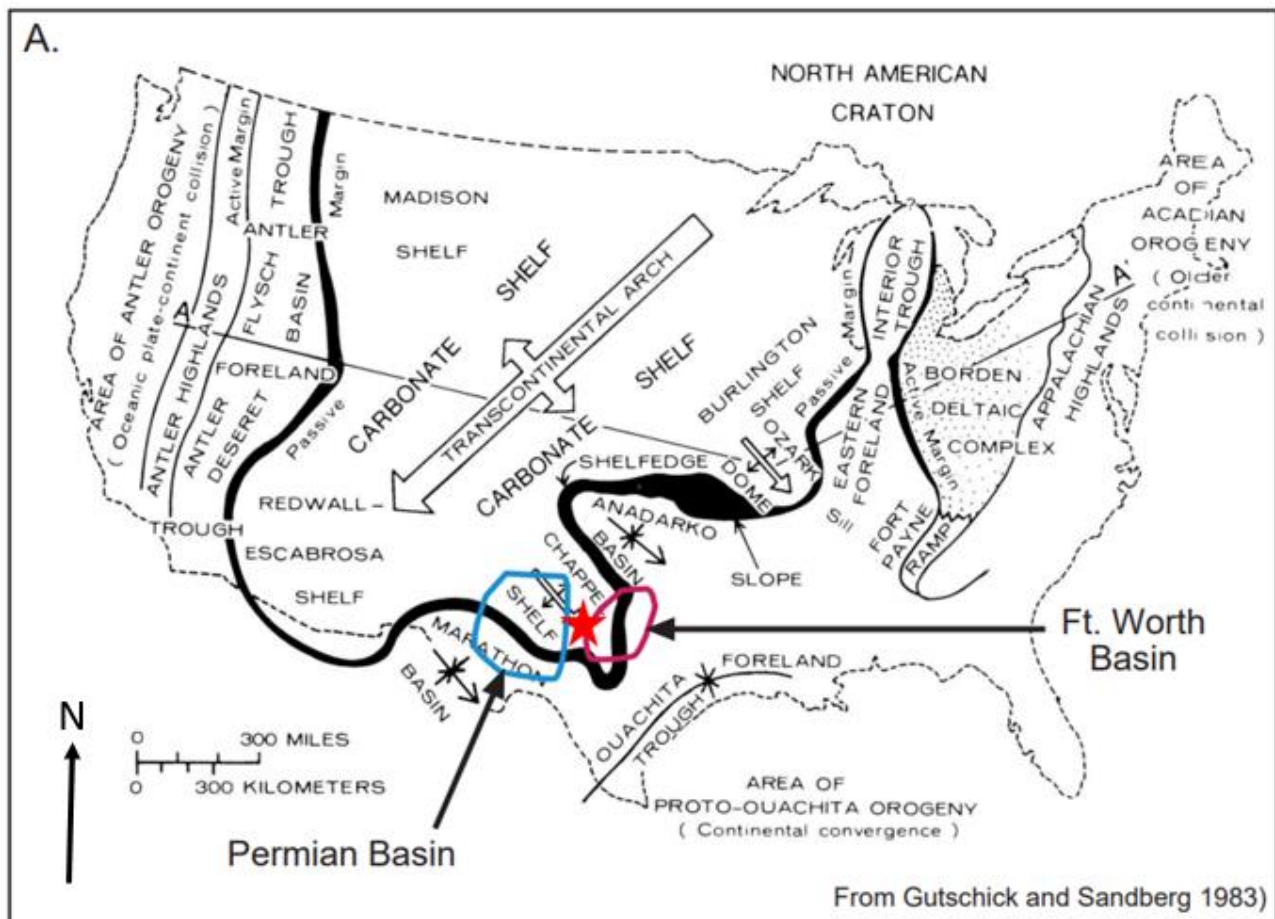 A.
NORTH AMERICAN
CRATON
AREA OF ANTLER OROGENY
( Oceanic plate-continent collision )
ANTLER HIGHLANDS
Active Margin
ANTLER
FLYSCH
TROUGH
DESERET
BASIN
ANTLER
FORELAND
TROUGH
Margin
Passive
MADISON
SHELF
CARBONATE
SHELF
TRANSCONTINENTAL ARCH
CARBONATE
SHELF
REDWALL –
ESCABROSA
SHELF
A
A'
BURLINGTON
SHELF
OZARK
DOME
SHELFEDGE
SLOPE
ANADARKO
BASIN
CHAPPE
SHELF
MARATHON
BASIN
Passive
Margin
?
INTERIOR
TROUGH
EASTERN
FORELAND
Sill
Active
Margin
BORDEN
DELTAIC
COMPLEX
FORT
PAYNE
RAMP
APPALACHIAN
HIGHLANDS
AREA
OF
ACADIAN
OROGENY
( Older
continental
collision )
FORELAND
OUACHITA
TROUGH
AREA OF
PROTO-OUACHITA OROGENY
( Continental convergence )
Ft. Worth
Basin
Permian Basin
N
0 300 MILES
0 300 KILOMETERS
From Gutschick and Sandberg 1983)